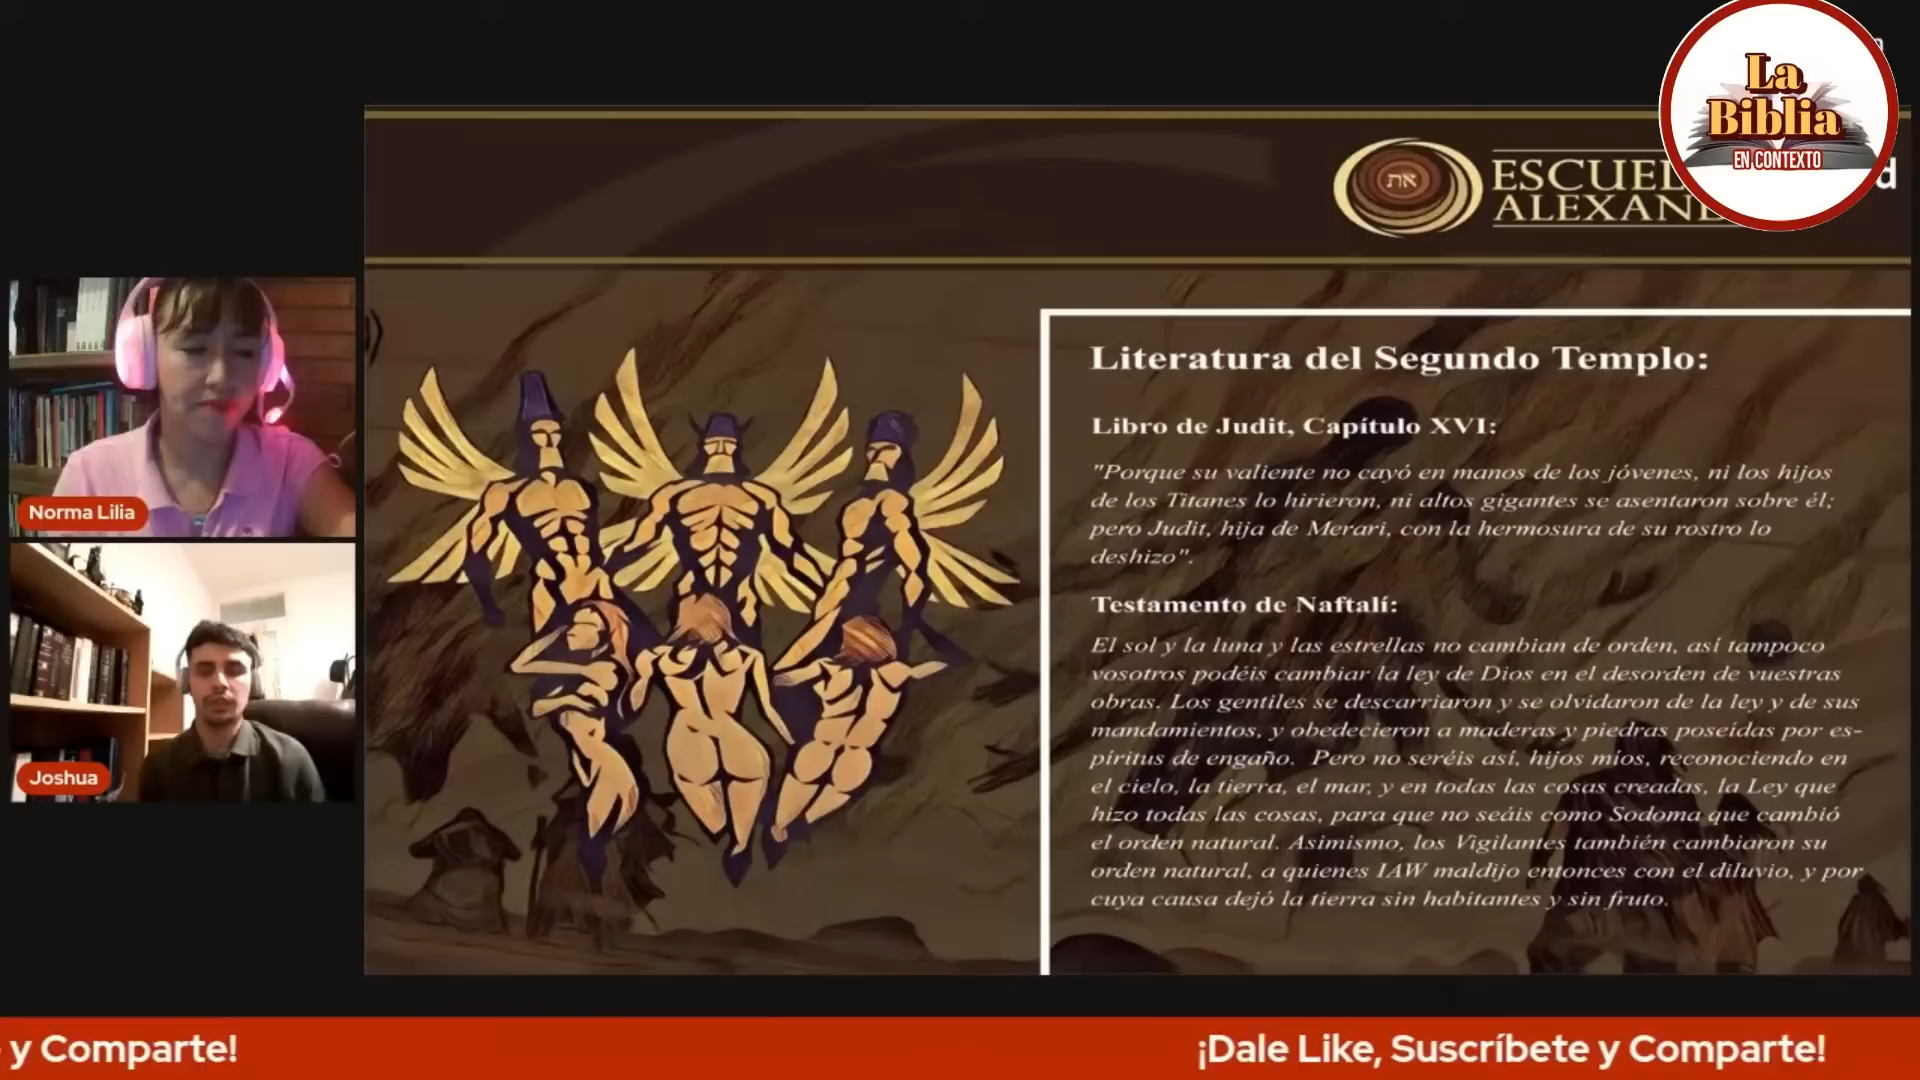 La
Biblia
EN CONTEXTO
את
d
Literatura del Segundo Templo:
Libro de Judit, Capítulo XVI:
"Porque su valiente no cayó en manos de los jóvenes, ni los hijos
de los Titanes lo hirieron, ni altos gigantes se asentaron sobre él;
pero Judit, hija de Merari, con la hermosura de su rostro lo
deshizo".
Testamento de Naftalí:
El sol y la luna y las estrellas no cambian de orden, así tampoco
vosotros podéis cambiar la ley de Dios en el desorden de vuestras
obras. Los gentiles se descarriaron y se olvidaron de la ley y de sus
mandamientos, y obedecieron a maderas y piedras poseídas por es-
píritus de engaño. Pero no seréis así, hijos míos, reconociendo en
el cielo, la tierra, el mar, y en todas las cosas creadas, la Ley que
hizo todas las cosas, para que no seáis como Sodoma que cambió
el orden natural. Asimismo, los Vigilantes también cambiaron su
orden natural, a quienes IAW maldijo entonces con el diluvio, y por
cuya causa dejó la tierra sin habitantes y sin fruto.
Norma Lilia
Joshua
y Comparte!
¡Dale Like, Suscríbete y Comparte!